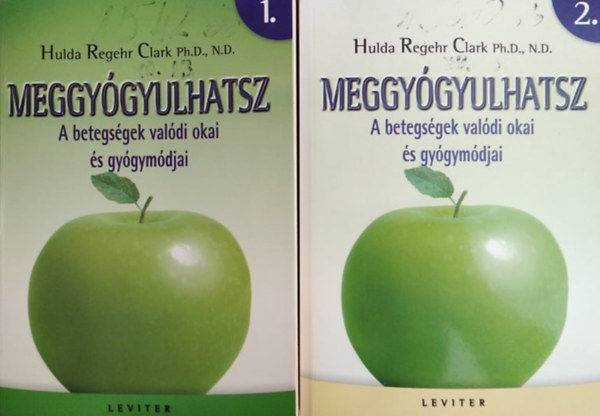 1.
Hulda Regehr Clark Ph.D., N.D.
MEGGYÓGYULHATSZ
A betegségek valódi okai
és gyógymódjai
LEVITER
2.
Hulda Regehr Clark Ph.D., N.D.
MEGGYÓGYULHATSZ
A betegségek valódi okai
és gyógymódjai
LEVITER